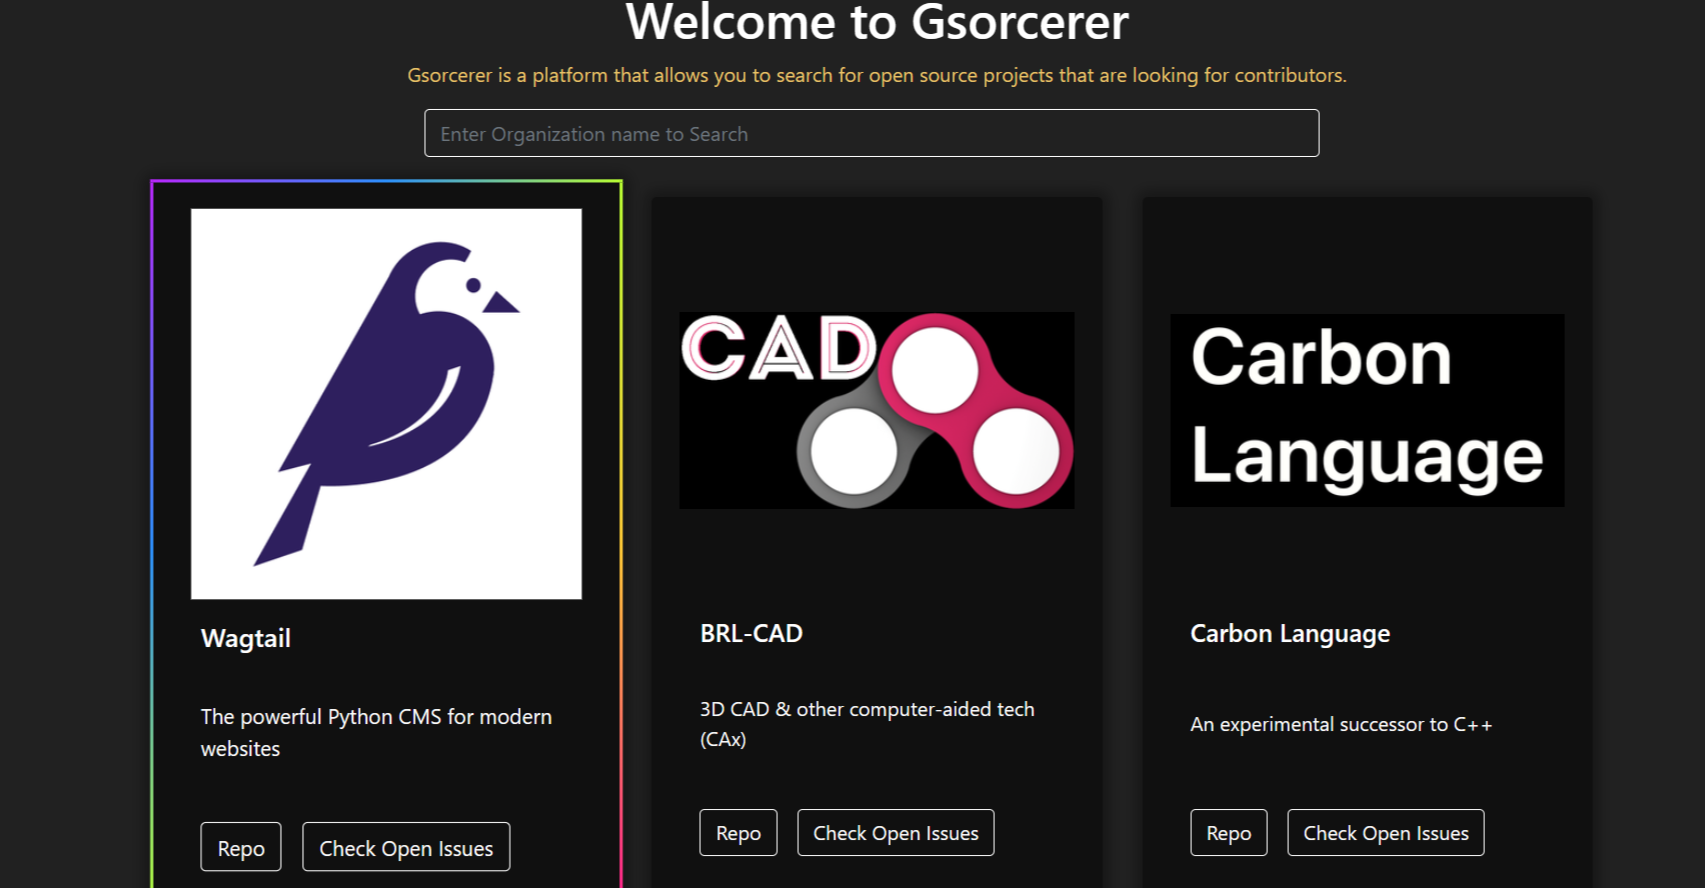 Welcome to Gsorcerer
Gsorcerer is a platform that allows you to search for open source projects that are looking for contributors.
Enter Organization name to Search
Wagtail
The powerful Python CMS for modern
websites
Repo
Check Open Issues
CAD
BRL-CAD
3D CAD & other computer-aided tech
(CAx)
Repo
Check Open Issues
Carbon
Language
Carbon Language
An experimental successor to C++
Repo
Check Open Issues